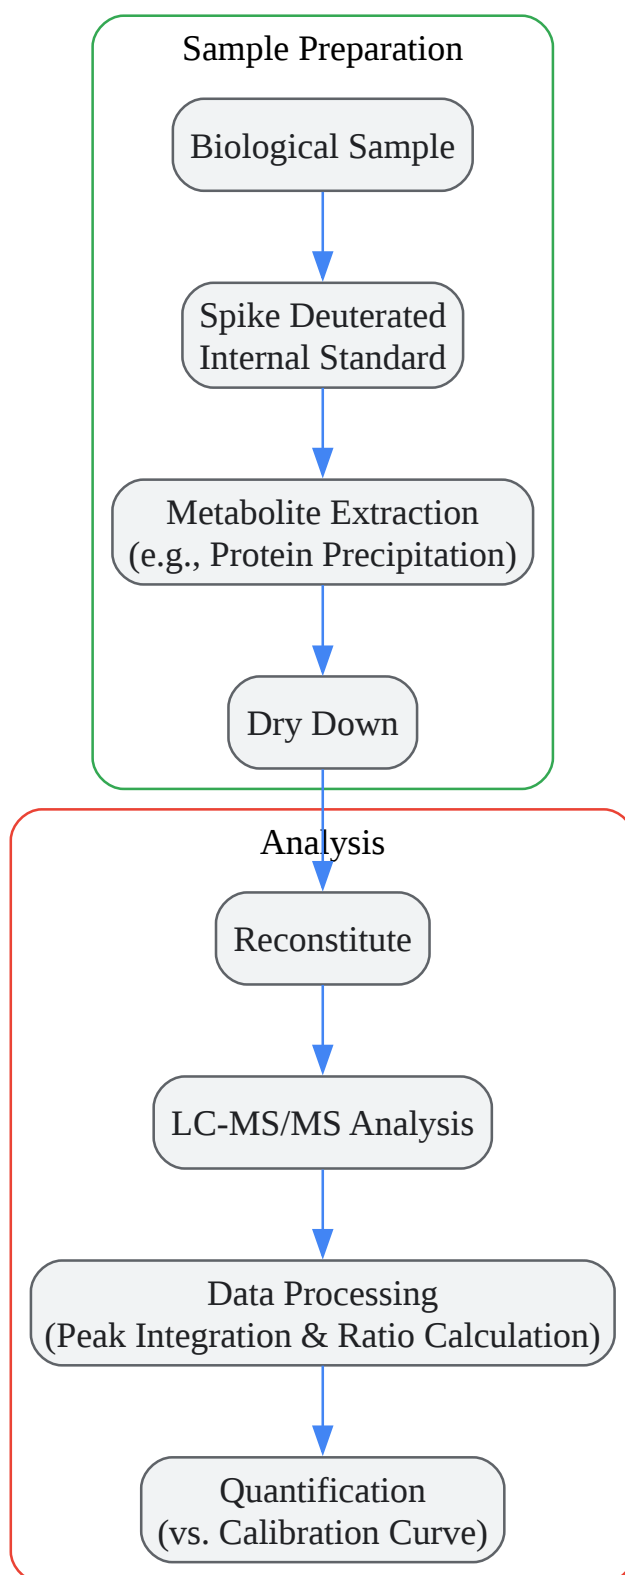 Sample Preparation
Biological Sample
Spike Deuterated
Internal Standard
Metabolite Extraction
(e.g., Protein Precipitation)
Dry Down
Analysis
Reconstitute
LC-MS/MS Analysis
Data Processing
(Peak Integration & Ratio Calculation)
Quantification
(vs. Calibration Curve)